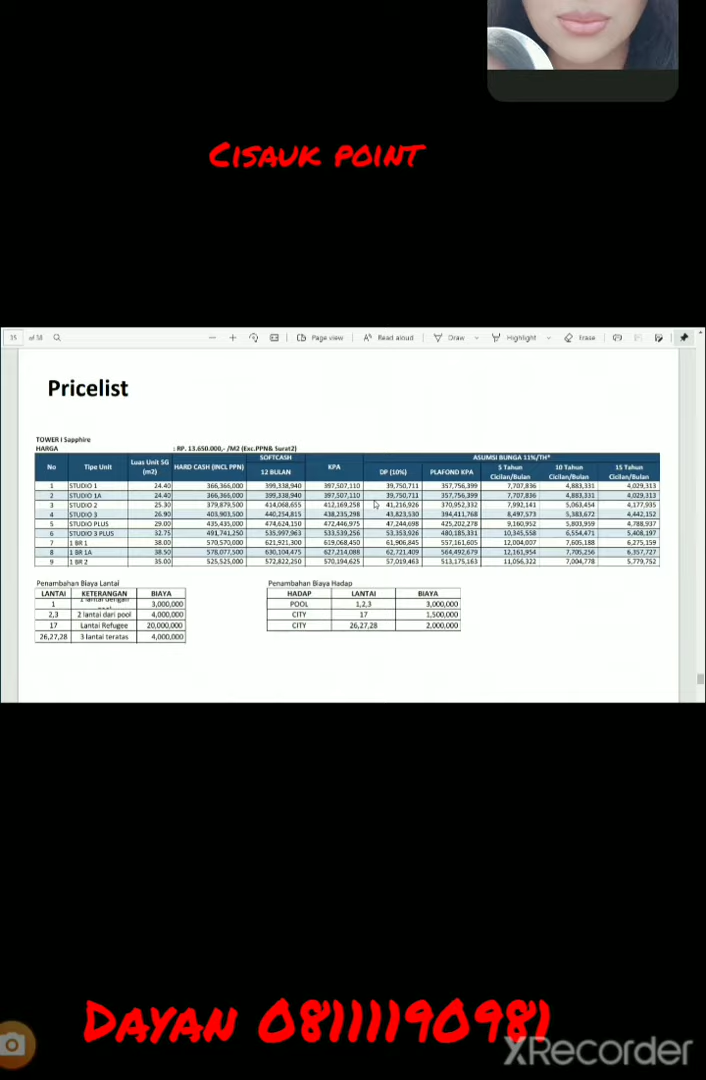 CISAUK POINT
15 of 38 Page view Read aloud Draw Highlight Erase
Pricelist
TOWER I Sapphire
HARGA : RP. 13.650.000,- /M2 (Exc.PPN& Surat2)
No Tipe Unit Luas Unit SG (m2) HARD CASH (INCL PPN) SOFTCASH 12 BULAN KPA ASUMSI BUNGA 11%/TH*
DP (10%) PLAFOND KPA 5 Tahun Cicilan/Bulan 10 Tahun Cicilan/Bulan 15 Tahun Cicilan/Bulan
1 STUDIO 1 24.40 366,366,000 399,338,940 397,507,110 39,750,711 357,756,399 7,707,836 4,883,331 4,029,313
2 STUDIO 1A 24.40 366,366,000 399,338,940 397,507,110 39,750,711 357,756,399 7,707,836 4,883,331 4,029,313
3 STUDIO 2 25.30 379,879,500 414,068,655 412,169,258 41,216,926 370,952,332 7,992,141 5,063,454 4,177,935
4 STUDIO 3 26.90 403,903,500 440,254,815 438,235,298 43,823,530 394,411,768 8,497,573 5,383,672 4,442,152
5 STUDIO PLUS 29.00 435,435,000 474,624,150 472,446,975 47,244,698 425,202,278 9,160,952 5,803,959 4,788,937
6 STUDIO 3 PLUS 32.75 491,741,250 535,997,963 533,539,256 53,353,926 480,185,331 10,345,558 6,554,471 5,408,197
7 1 BR 1 38.00 570,570,000 621,921,300 619,068,450 61,906,845 557,161,605 12,004,007 7,605,188 6,275,159
8 1 BR 1A 38.50 578,077,500 630,104,475 627,214,088 62,721,409 564,492,679 12,161,954 7,705,256 6,357,727
9 1 BR 2 35.00 525,525,000 572,822,250 570,194,625 57,019,463 513,175,163 11,056,322 7,004,778 5,779,752
Penambahan Biaya Lantai
LANTAI KETERANGAN BIAYA
1 1 lantai dengan 3,000,000
2,3 2 lantai dari pool 4,000,000
17 Lantai Refugee 20,000,000
26,27,28 3 lantai teratas 4,000,000
Penambahan Biaya Hadap
HADAP LANTAI BIAYA
POOL 1,2,3 3,000,000
CITY 17 1,500,000
CITY 26,27,28 2,000,000
DAYAN 08111190981
XRecorder